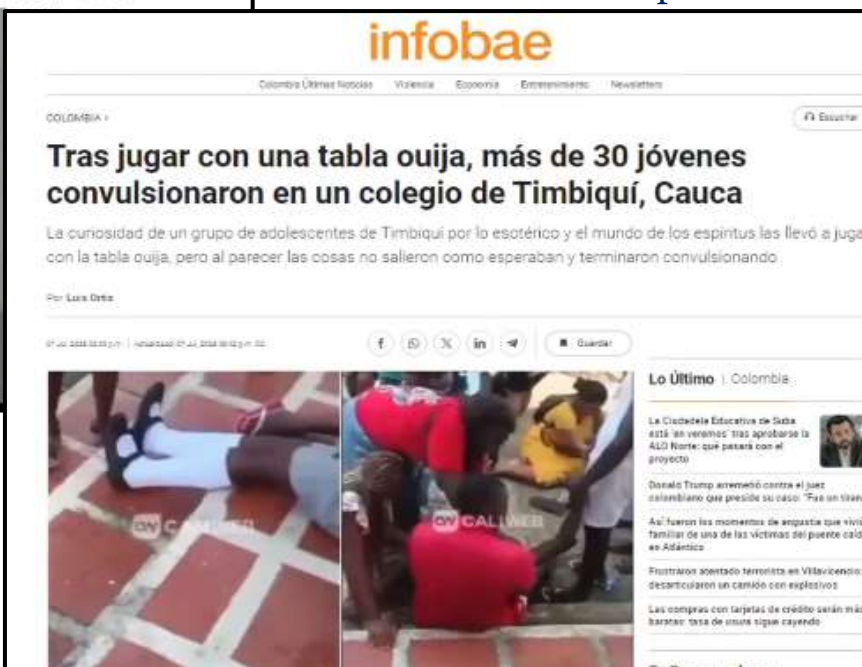 infobae
Colombia Últimas Noticias Violencia Economía Entretenimiento Newsletters
COLOMBIA >
Escuchar
Tras jugar con una tabla ouija, más de 30 jóvenes
convulsionaron en un colegio de Timbiquí, Cauca
La curiosidad de un grupo de adolescentes de Timbiquí por lo esotérico y el mundo de los espíritus las llevó a juga
con la tabla ouija, pero al parecer las cosas no salieron como esperaban y terminaron convulsionando
Por Luis Ortiz
Guardar
Lo Último | Colombia
La Ciudadela Educativa de Suba
está 'en veremos' tras aprobarse la
ALO Norte: qué pasará con el
proyecto
Donald Trump arremetió contra el juez
colombiano que preside su caso: "Fue un tiran
Así fueron los momentos de angustia que vivió
familiar de una de las víctimas del puente caíd
en Atlántico
Frustraron atentado terrorista en Villavicencio:
desarticularon un camión con explosivos
Las compras con tarjetas de crédito serán más
baratas: tasa de usura sigue cayendo
CW CALIWEB
CW CALIWEB